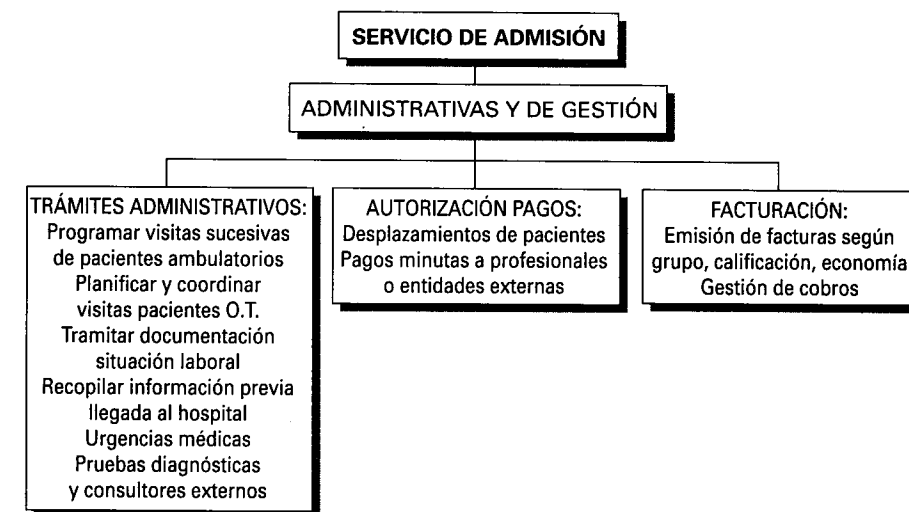 SERVICIO DE ADMISIÓN
ADMINISTRATIVAS Y DE GESTIÓN
TRÁMITES ADMINISTRATIVOS:
Programar visitas sucesivas
de pacientes ambulatorios
Planificar y coordinar
visitas pacientes O.T.
Tramitar documentación
situación laboral
Recopilar información previa
llegada al hospital
Urgencias médicas
Pruebas diagnósticas
y consultores externos
AUTORIZACIÓN PAGOS:
Desplazamientos de pacientes
Pagos minutas a profesionales
o entidades externas
FACTURACIÓN:
Emisión de facturas según
grupo, calificación, economía
Gestión de cobros